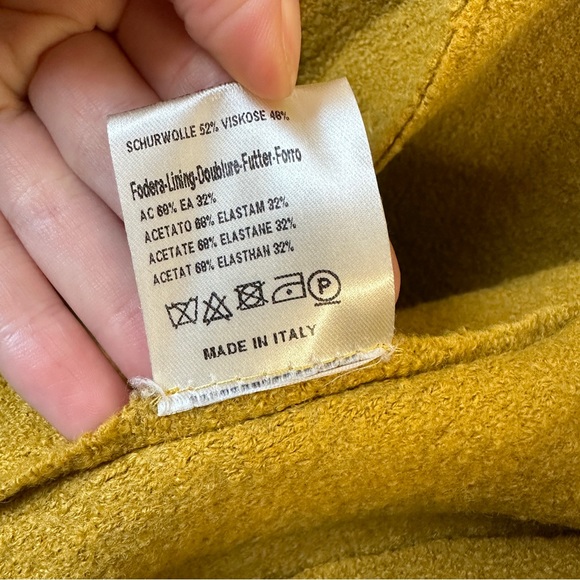 SCHURWOLLE 52% VISKOSE 48%
Fodera-Lining-Doublure-Futter-Forro
AC 68% EA 32%
ACETATO 68% ELASTAM 32%
ACETATE 68% ELASTANE 32%
ACETAT 68% ELASTHAN 32%
P
MADE IN ITALY